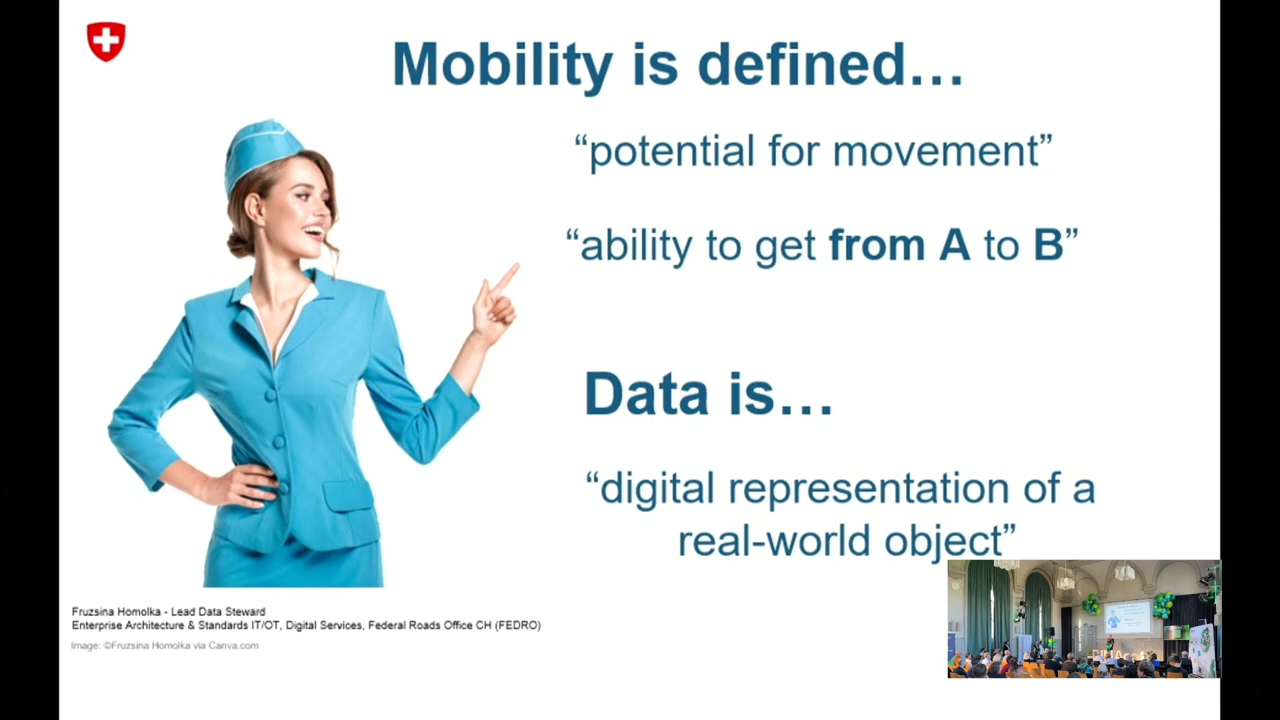 Mobility is defined…
“potential for movement”
“ability to get from A to B”
Data is…
“digital representation of a
real-world object”
Fruzsina Homolka - Lead Data Steward
Enterprise Architecture & Standards IT/OT, Digital Services, Federal Roads Office CH (FEDRO)
Image: ©Fruzsina Homolka via Canva.com